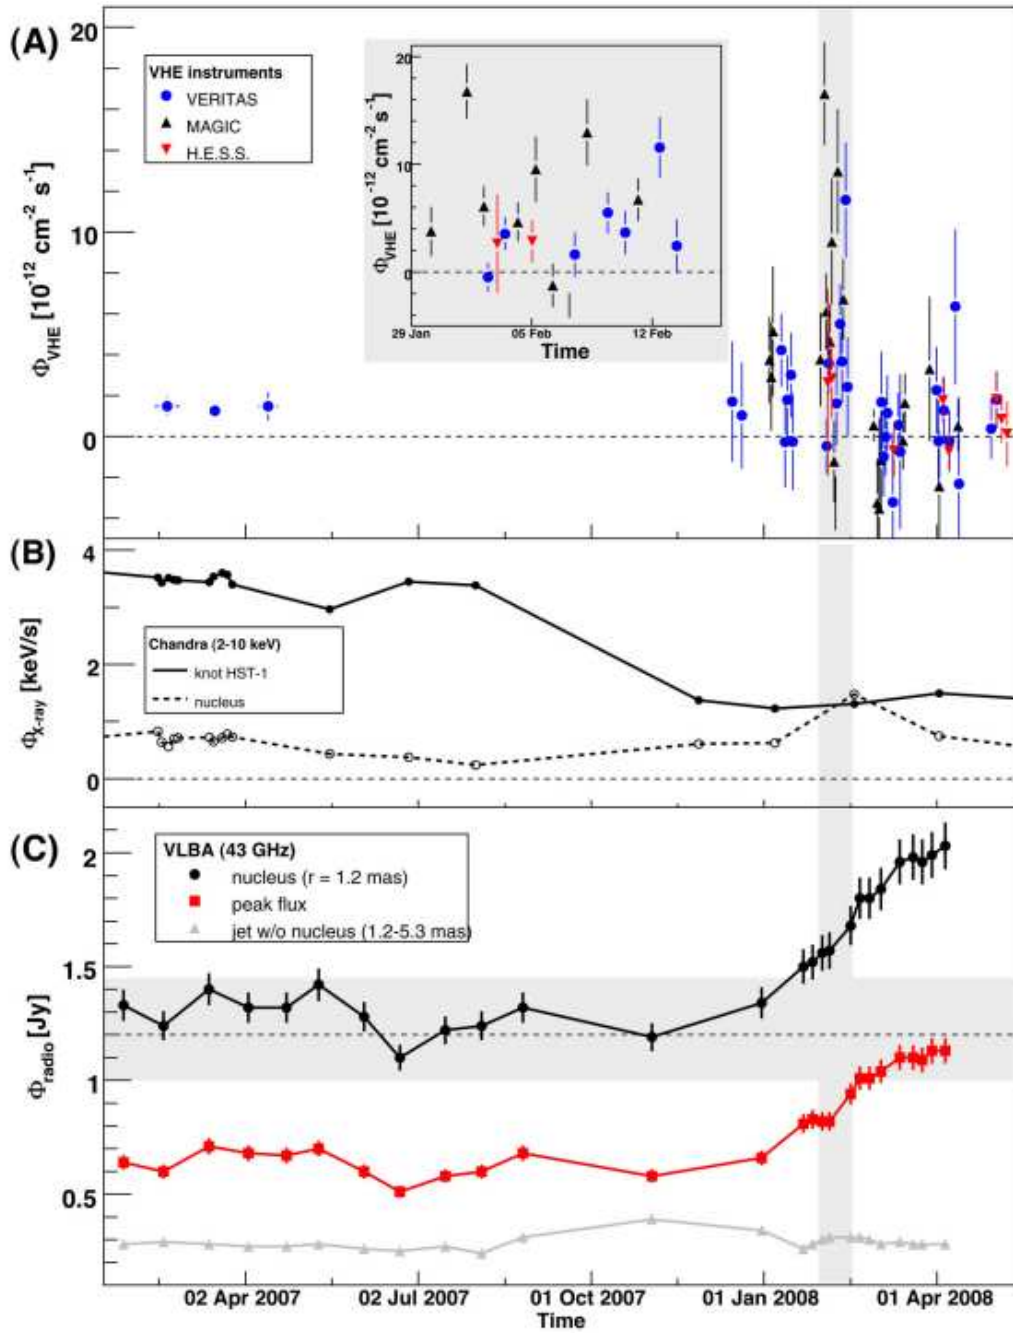 (A)
20
10
0
Φ_VHE [10^-12 cm^-2 s^-1]
VHE instruments
VERITAS
MAGIC
H.E.S.S.
20
10
0
Φ_VHE [10^-12 cm^-2 s^-1]
29 Jan 05 Feb 12 Feb
Time
(B)
4
2
0
Φ_X-ray [keV/s]
Chandra (2-10 keV)
knot HST-1
nucleus
(C)
2
1.5
1
0.5
Φ_radio [Jy]
VLBA (43 GHz)
nucleus (r = 1.2 mas)
peak flux
jet w/o nucleus (1.2-5.3 mas)
02 Apr 2007 02 Jul 2007 01 Oct 2007 01 Jan 2008 01 Apr 2008
Time